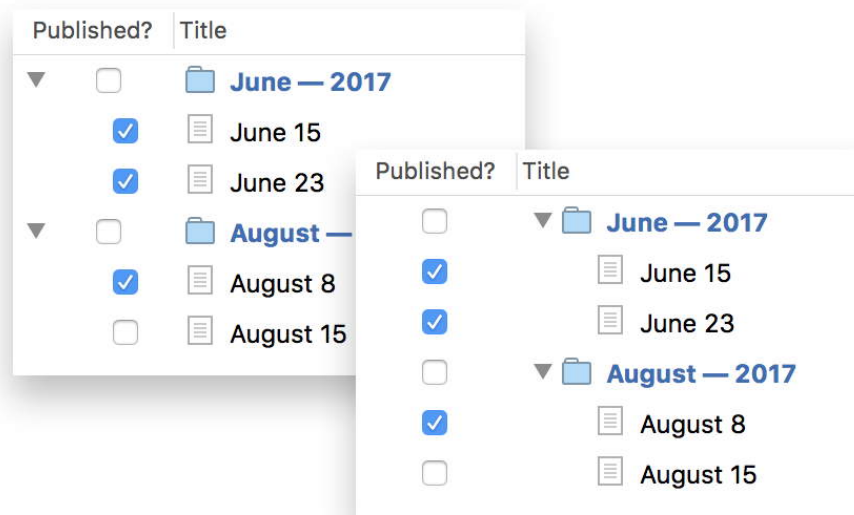 Published? Title
June — 2017
June 15
June 23
August —
August 8
August 15
Published? Title
June — 2017
June 15
June 23
August — 2017
August 8
August 15